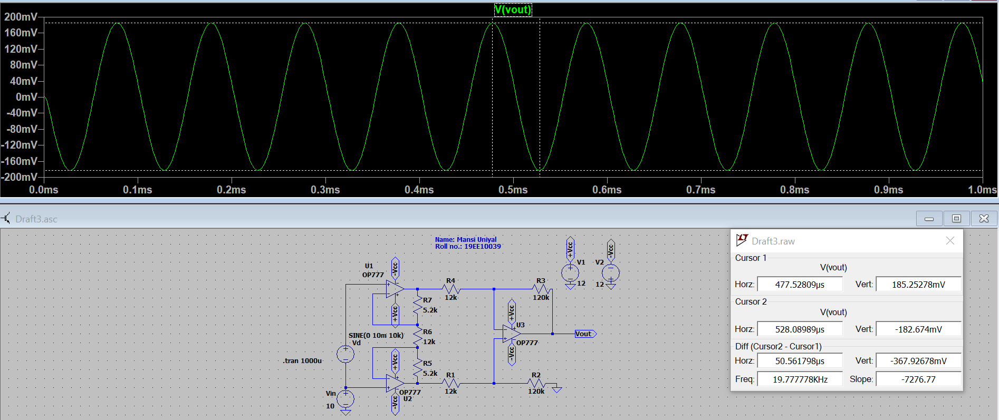 V(vout)
200mV
160mV
120mV
80mV
40mV
0mV
-40mV
-80mV
-120mV
-160mV
-200mV
0.0ms 0.1ms 0.2ms 0.3ms 0.4ms 0.5ms 0.6ms 0.7ms 0.8ms 0.9ms 1.0ms
Draft3.asc
Name: Mansi Uniyal
Roll no.: 19EE10039
+Vcc
-Vcc
V1
V2
12
12
U1
OP777
-Vcc
+Vcc
R4
12k
R3
120k
R7
5.2k
SINE(0 10m 10k)
Vd
R6
12k
+Vcc
U3
OP777
-Vcc
Vout
.tran 1000u
+Vcc
R5
5.2k
R1
12k
R2
120k
Vin
10
OP777
U2
-Vcc
Draft3.raw
Cursor 1
V(vout)
Horz: 477.52809µs Vert: 185.25278mV
Cursor 2
V(vout)
Horz: 528.08989µs Vert: -182.674mV
Diff (Cursor2 - Cursor1)
Horz: 50.561798µs Vert: -367.92678mV
Freq: 19.777778KHz Slope: -7276.77